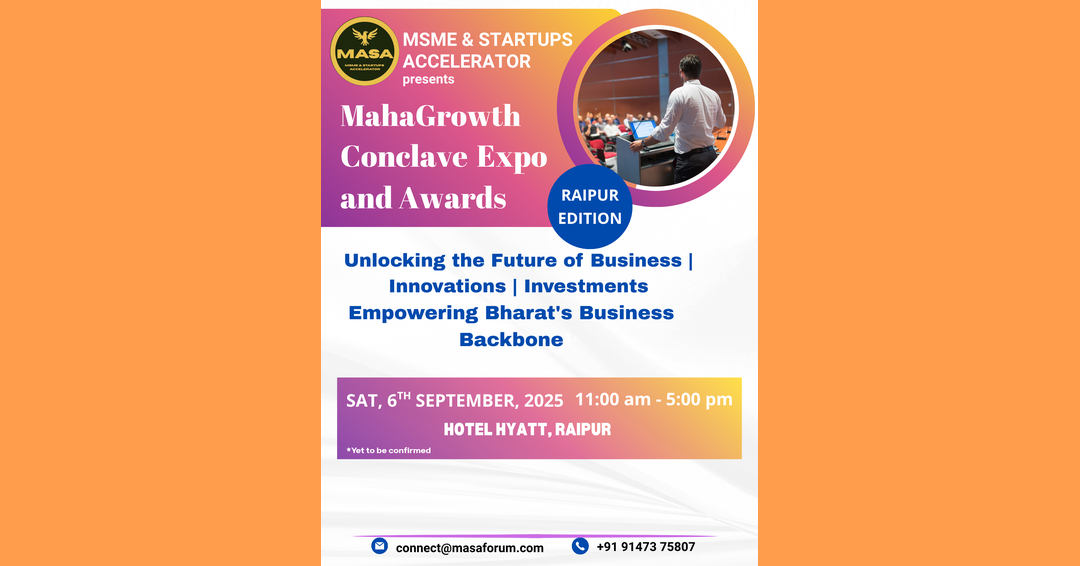 MASA
MSME & STARTUPS
ACCELERATOR
MSME & STARTUPS
ACCELERATOR
presents
MahaGrowth
Conclave Expo
and Awards
RAIPUR
EDITION
Unlocking the Future of Business |
Innovations | Investments
Empowering Bharat's Business
Backbone
SAT, 6TH SEPTEMBER, 2025 11:00 am - 5:00 pm
HOTEL HYATT, RAIPUR
*Yet to be confirmed
connect@masaforum.com +91 91473 75807